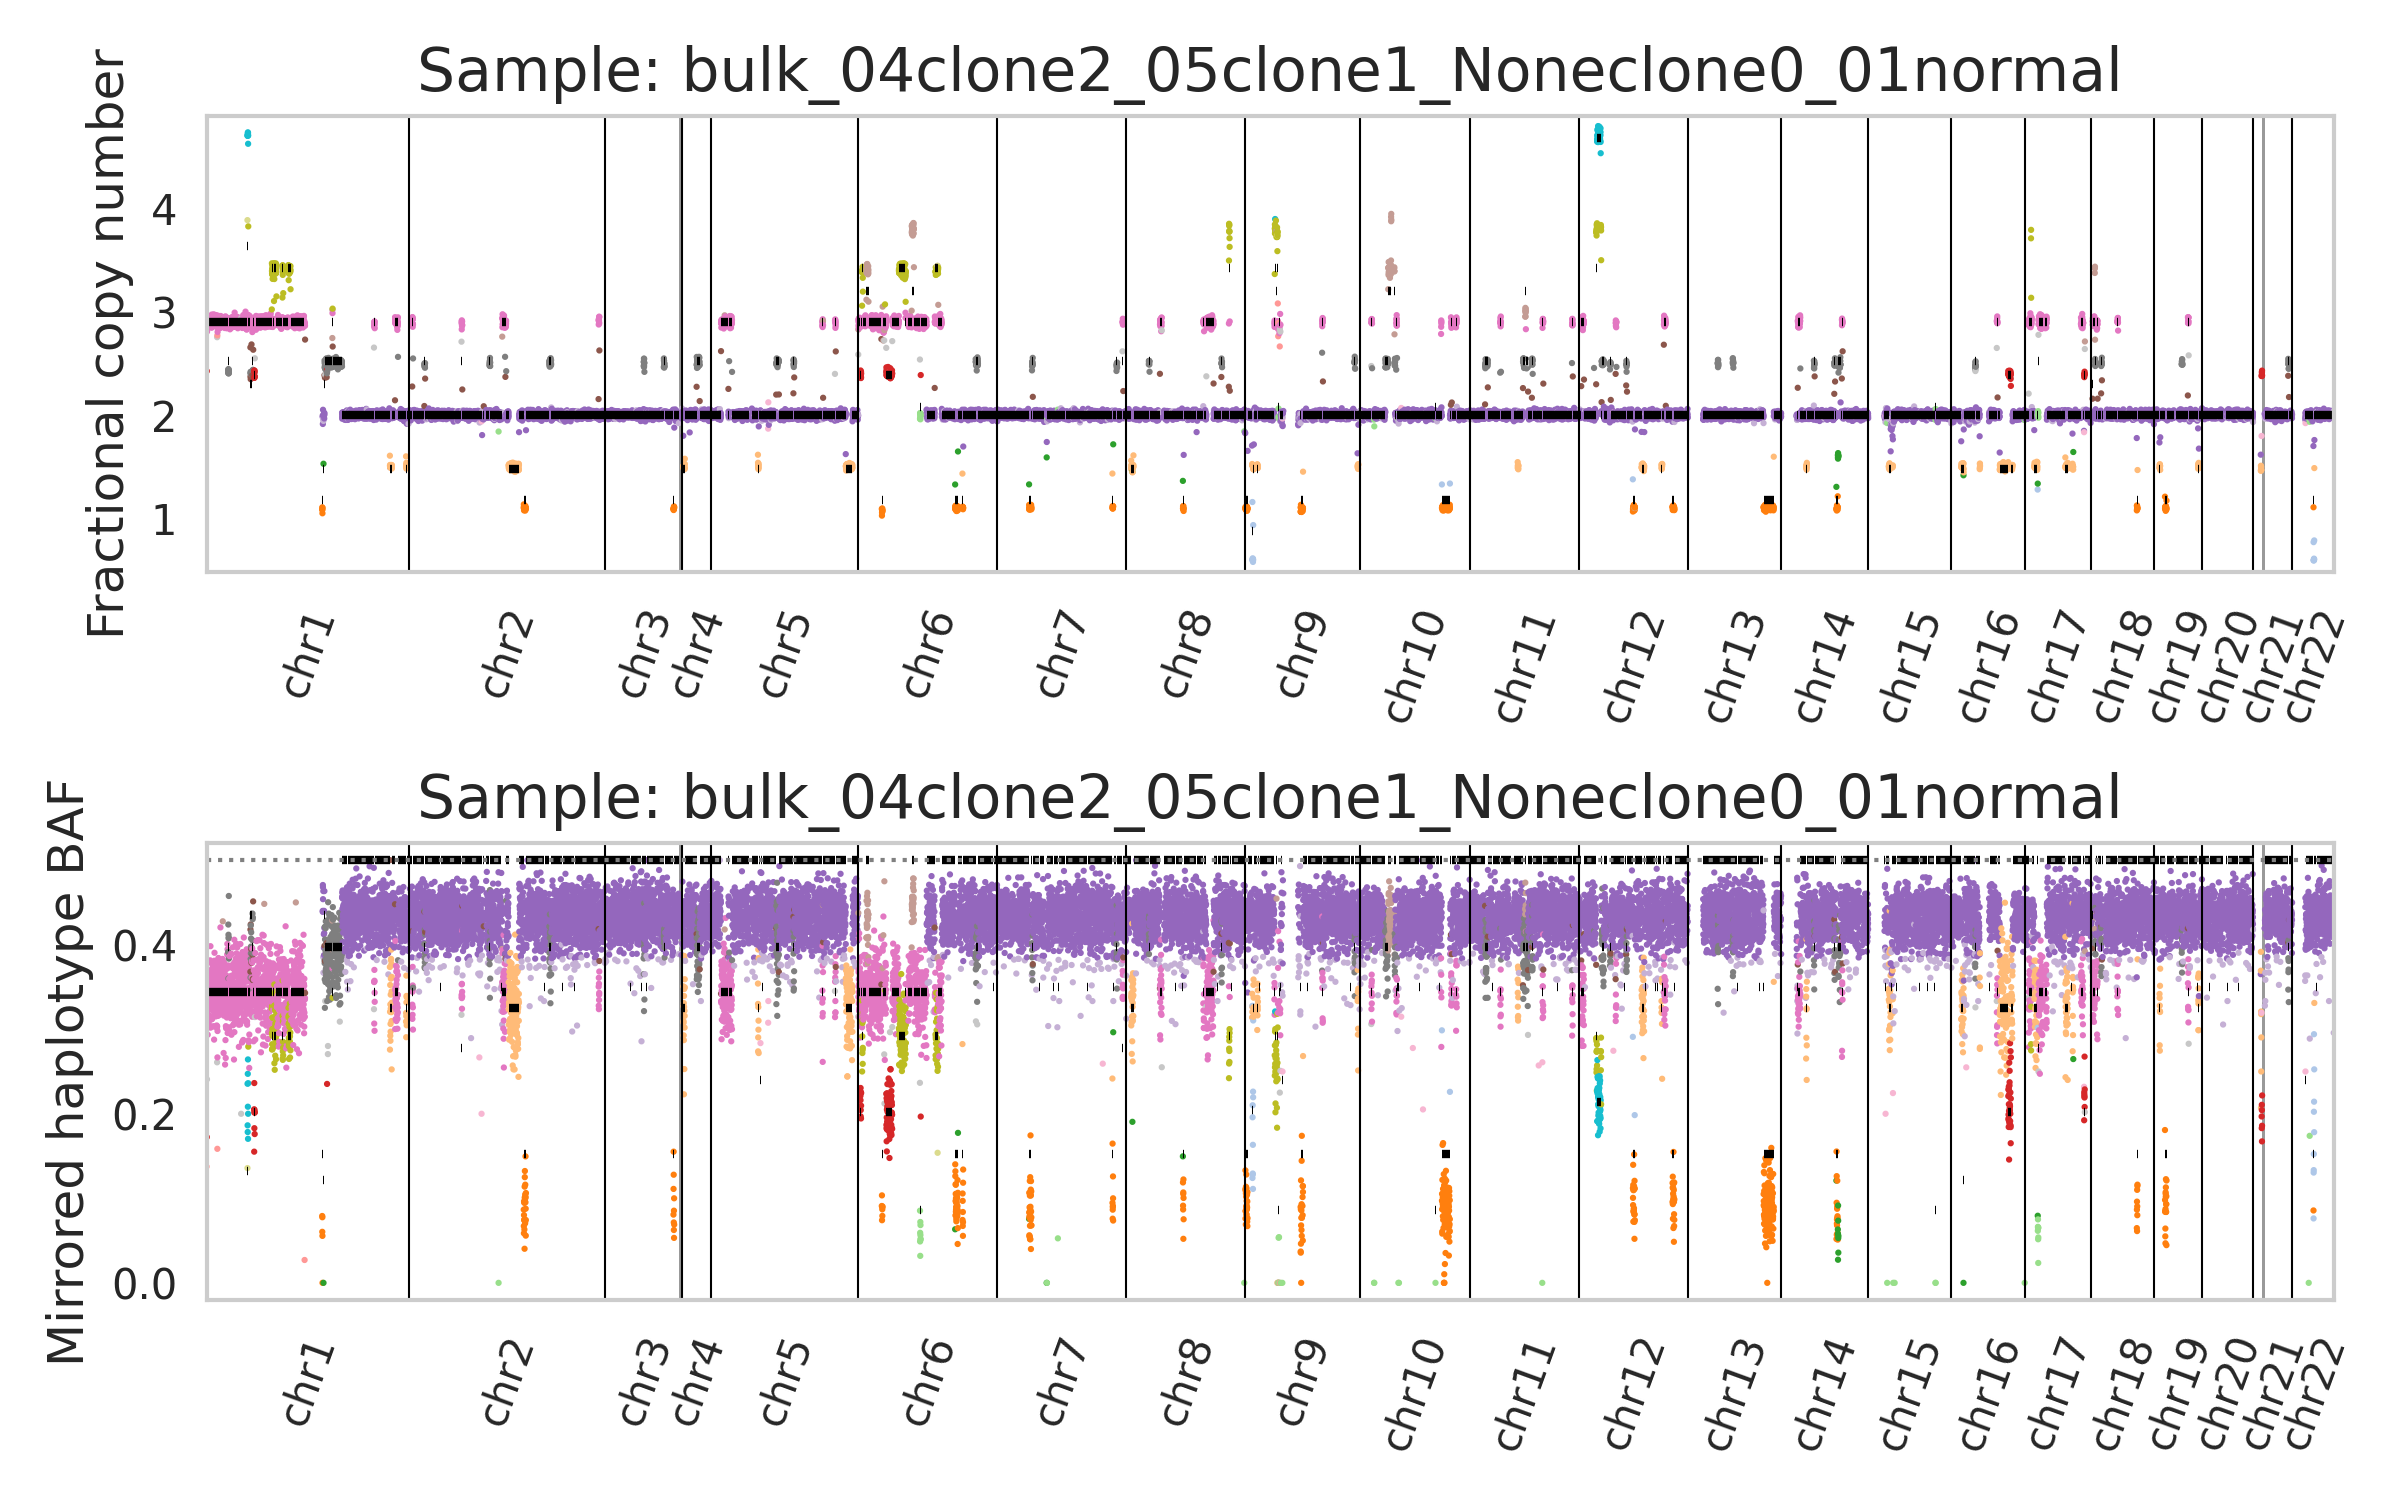 Sample: bulk_04clone2_05clone1_Noneclone0_01normal
Fractional copy number
4
3
2
1
chr1 chr2 chr3 chr4 chr5 chr6 chr7 chr8 chr9 chr10 chr11 chr12 chr13 chr14 chr15 chr16 chr17 chr18 chr19 chr20 chr21 chr22
Sample: bulk_04clone2_05clone1_Noneclone0_01normal
Mirrored haplotype BAF
0.4
0.2
0.0
chr1 chr2 chr3 chr4 chr5 chr6 chr7 chr8 chr9 chr10 chr11 chr12 chr13 chr14 chr15 chr16 chr17 chr18 chr19 chr20 chr21 chr22